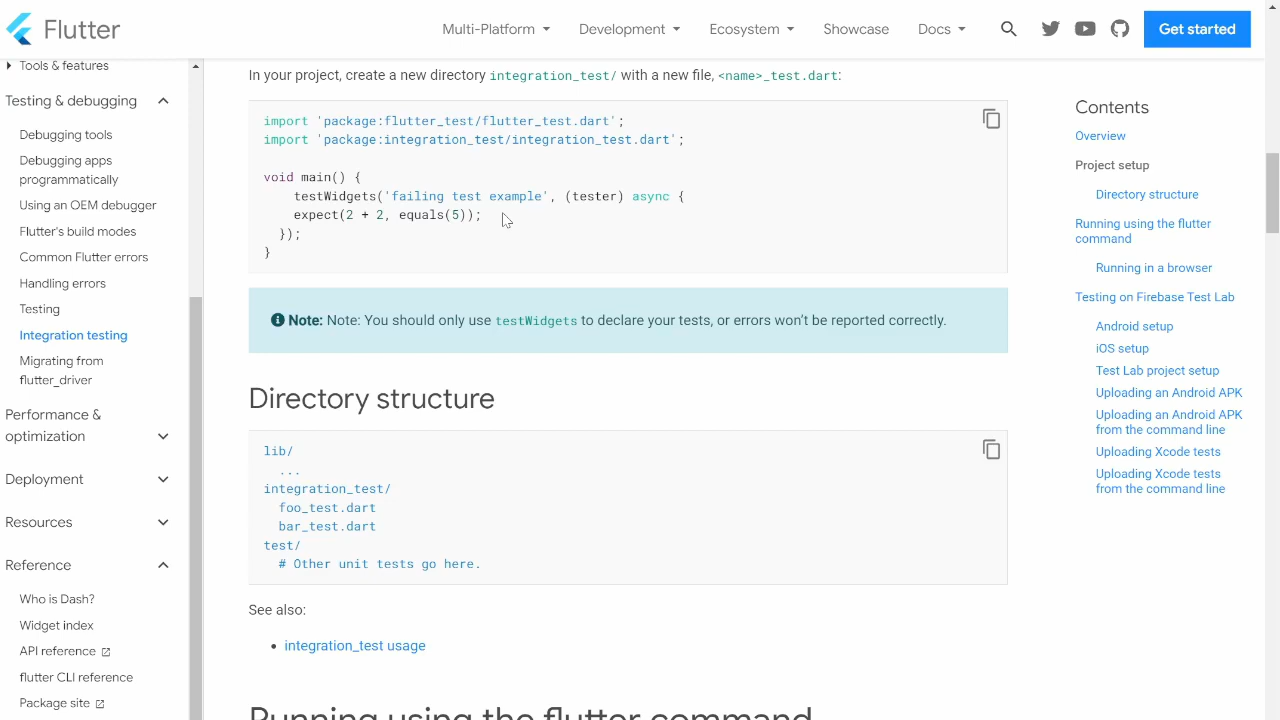 Flutter
Multi-Platform
Development
Ecosystem
Showcase
Docs
Get started
Tools & features
Testing & debugging
Debugging tools
Debugging apps
programmatically
Using an OEM debugger
Flutter's build modes
Common Flutter errors
Handling errors
Testing
Integration testing
Migrating from
flutter_driver
Performance &
optimization
Deployment
Resources
Reference
Who is Dash?
Widget index
API reference
flutter CLI reference
Package site
In your project, create a new directory integration_test/ with a new file, <name>_test.dart:
import 'package:flutter_test/flutter_test.dart';
import 'package:integration_test/integration_test.dart';
void main() {
testWidgets('failing test example', (tester) async {
expect(2 + 2, equals(5));
});
}
Note: Note: You should only use testWidgets to declare your tests, or errors won't be reported correctly.
Directory structure
lib/
...
integration_test/
foo_test.dart
bar_test.dart
test/
# Other unit tests go here.
See also:
• integration_test usage
Running using the flutter command
Contents
Overview
Project setup
Directory structure
Running using the flutter
command
Running in a browser
Testing on Firebase Test Lab
Android setup
iOS setup
Test Lab project setup
Uploading an Android APK
Uploading an Android APK
from the command line
Uploading Xcode tests
Uploading Xcode tests
from the command line